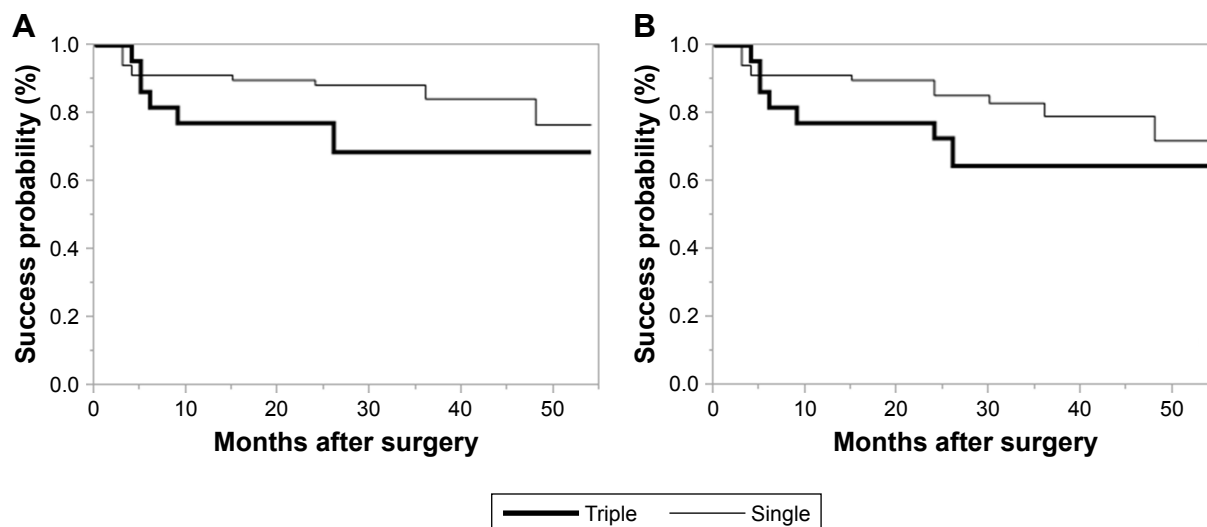 A
Success probability (%)
1.0
0.8
0.6
0.4
0.2
0.0
0 10 20 30 40 50
Months after surgery
B
Success probability (%)
1.0
0.8
0.6
0.4
0.2
0.0
0 10 20 30 40 50
Months after surgery
Triple Single